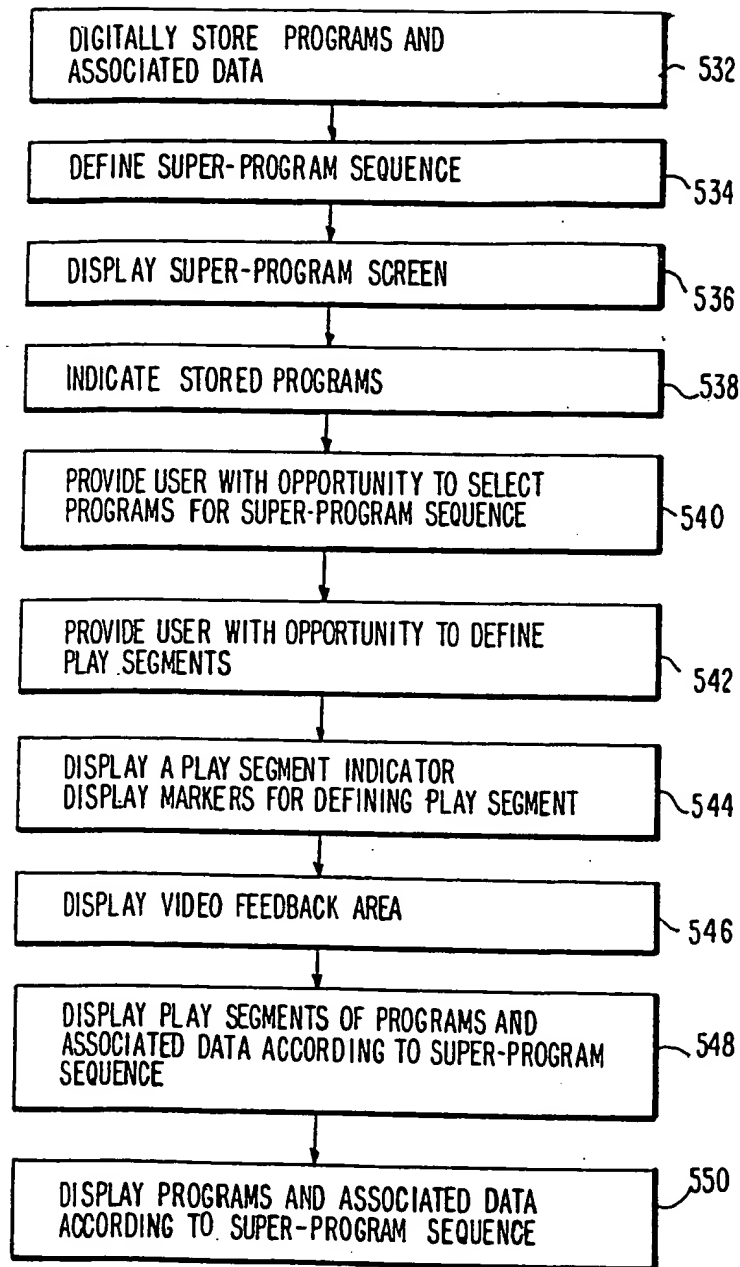 DIGITALLY STORE PROGRAMS AND
ASSOCIATED DATA
532
DEFINE SUPER-PROGRAM SEQUENCE
534
DISPLAY SUPER-PROGRAM SCREEN
536
INDICATE STORED PROGRAMS
538
PROVIDE USER WITH OPPORTUNITY TO SELECT
PROGRAMS FOR SUPER-PROGRAM SEQUENCE
540
PROVIDE USER WITH OPPORTUNITY TO DEFINE
PLAY SEGMENTS
542
DISPLAY A PLAY SEGMENT INDICATOR
DISPLAY MARKERS FOR DEFINING PLAY SEGMENT
544
DISPLAY VIDEO FEEDBACK AREA
546
DISPLAY PLAY SEGMENTS OF PROGRAMS AND
ASSOCIATED DATA ACCORDING TO SUPER-PROGRAM
SEQUENCE
548
DISPLAY PROGRAMS AND ASSOCIATED DATA
ACCORDING TO SUPER-PROGRAM SEQUENCE
550